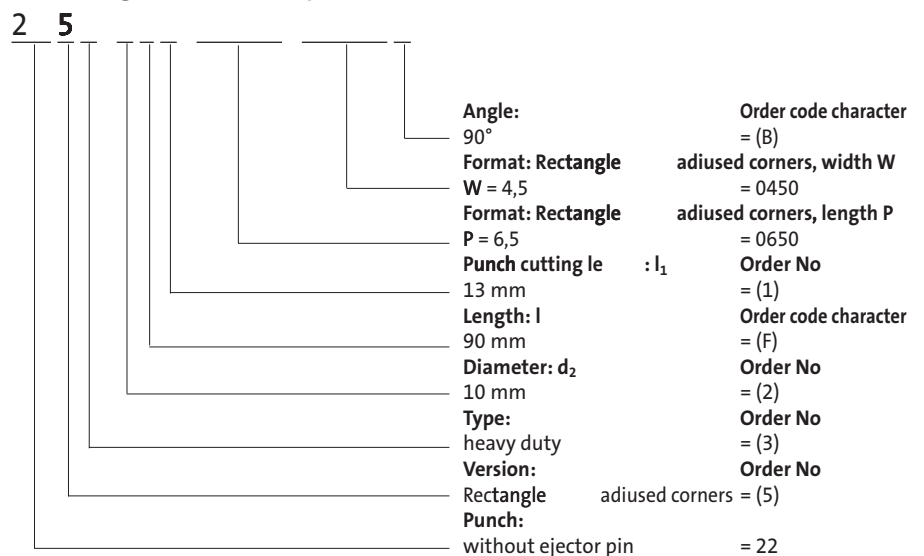 2 5
Angle: Order code character
90° = (B)
Format: Rectangle adiused corners, width W
W = 4,5 = 0450
Format: Rectangle adiused corners, length P
P = 6,5 = 0650
Punch cutting le : l₁ Order No
13 mm = (1)
Length: l Order code character
90 mm = (F)
Diameter: d₂ Order No
10 mm = (2)
Type: Order No
heavy duty = (3)
Version: Order No
Rectangle adiused corners = (5)
Punch:
without ejector pin = 22